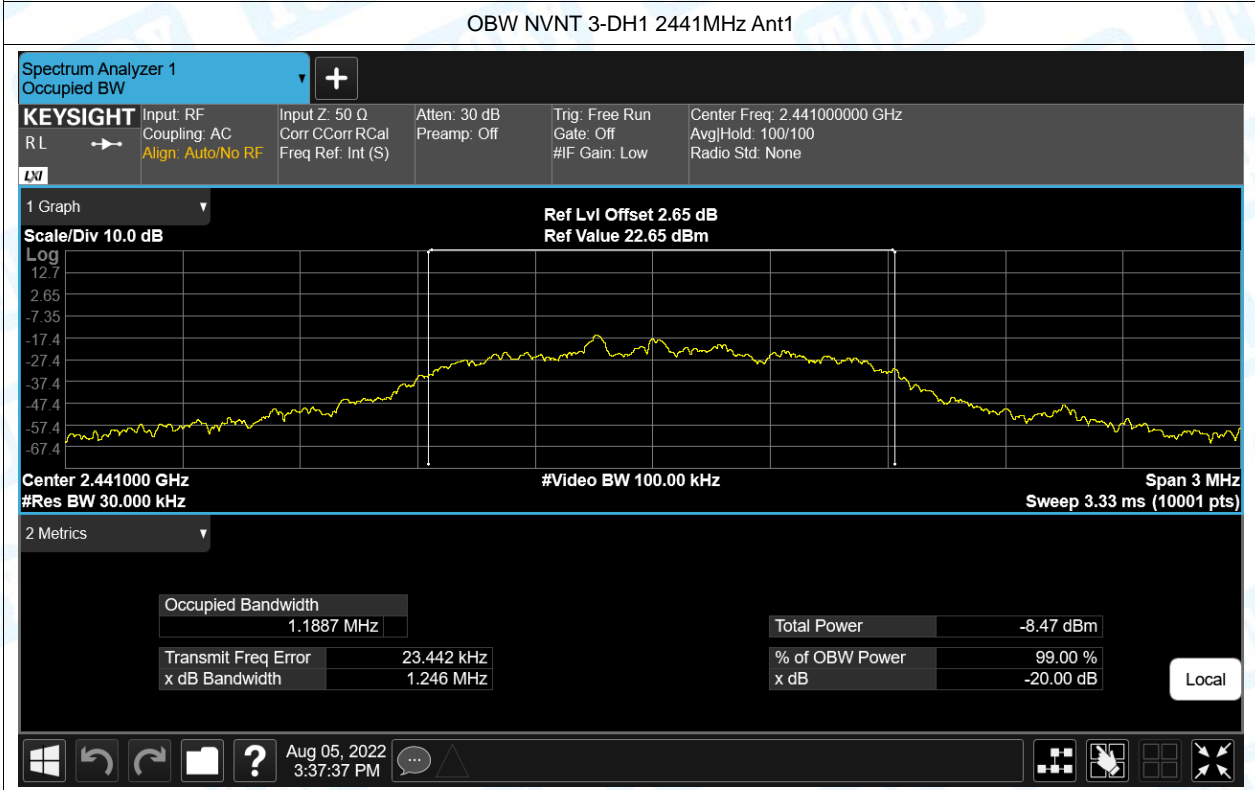 OBW NVNT 3-DH1 2441MHz Ant1
Spectrum Analyzer 1
Occupied BW
KEYSIGHT
R L
LXI
Input: RF
Coupling: AC
Align: Auto/No RF
Input Z: 50 Ω
Corr CCorr RCal
Freq Ref: Int (S)
Atten: 30 dB
Preamp: Off
Trig: Free Run
Gate: Off
#IF Gain: Low
Center Freq: 2.441000000 GHz
Avg|Hold: 100/100
Radio Std: None
1 Graph
Scale/Div 10.0 dB
Ref Lvl Offset 2.65 dB
Ref Value 22.65 dBm
Log
12.7
2.65
-7.35
-17.4
-27.4
-37.4
-47.4
-57.4
-67.4
Center 2.441000 GHz
#Video BW 100.00 kHz
Span 3 MHz
#Res BW 30.000 kHz
Sweep 3.33 ms (10001 pts)
2 Metrics
Occupied Bandwidth
1.1887 MHz
Total Power -8.47 dBm
Transmit Freq Error 23.442 kHz
% of OBW Power 99.00 %
x dB Bandwidth 1.246 MHz
x dB -20.00 dB
Local
?
Aug 05, 2022
3:37:37 PM